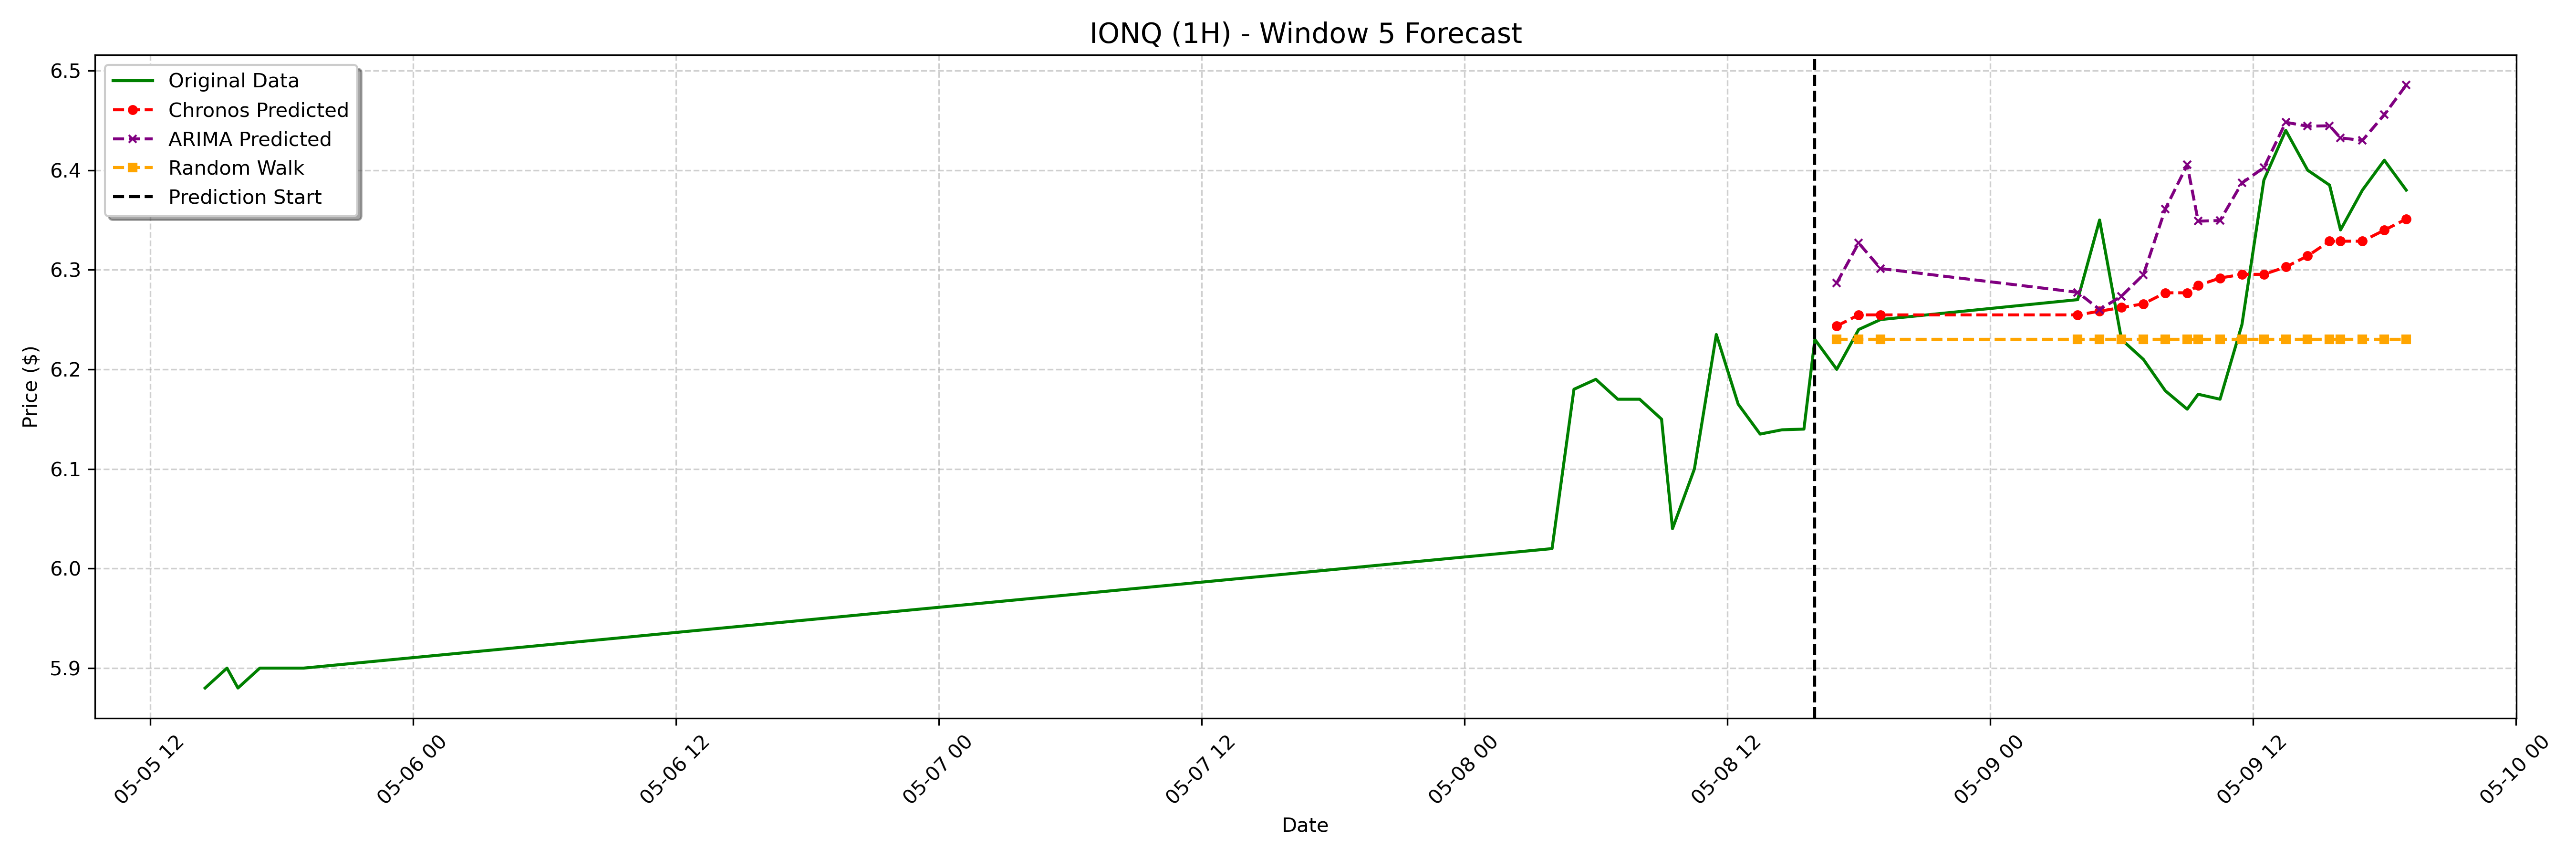 IONQ (1H) - Window 5 Forecast
Original Data
Chronos Predicted
ARIMA Predicted
Random Walk
Prediction Start
6.5
6.4
6.3
6.2
6.1
6.0
5.9
Price ($)
05-05 12
05-06 00
05-06 12
05-07 00
05-07 12
05-08 00
05-08 12
05-09 00
05-09 12
05-10 00
Date